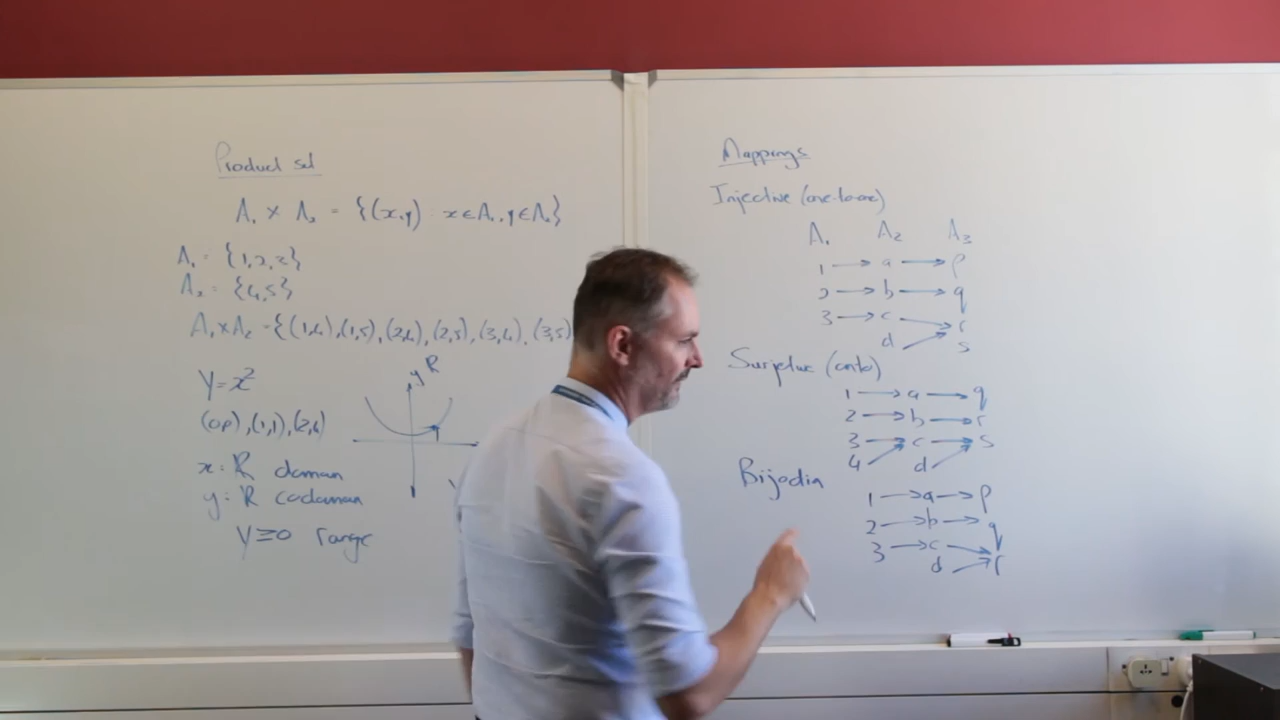 Product set
A₁ × A₂ = {(x,y) : x ∈ A₁, y ∈ A₂}
A₁ = {1,2,3}
A₂ = {4,5}
A₁×A₂ = {(1,4),(1,5),(2,4),(2,5),(3,4),(3,5)
y = x²
(0,0),(1,1),(2,4)
x: ℝ domain
y: ℝ codomain
y ≥ 0 range
y ℝ
Mappings
Injective (one-to-one)
A₁ A₂ A₃
1 → a → p
2 → b → q
3 → c → r
d → s
Surjective (onto)
1 → a → q
2 → b → r
3 → c → s
4 d
Bijection
1 → a → p
2 → b → q
3 → c → r
d